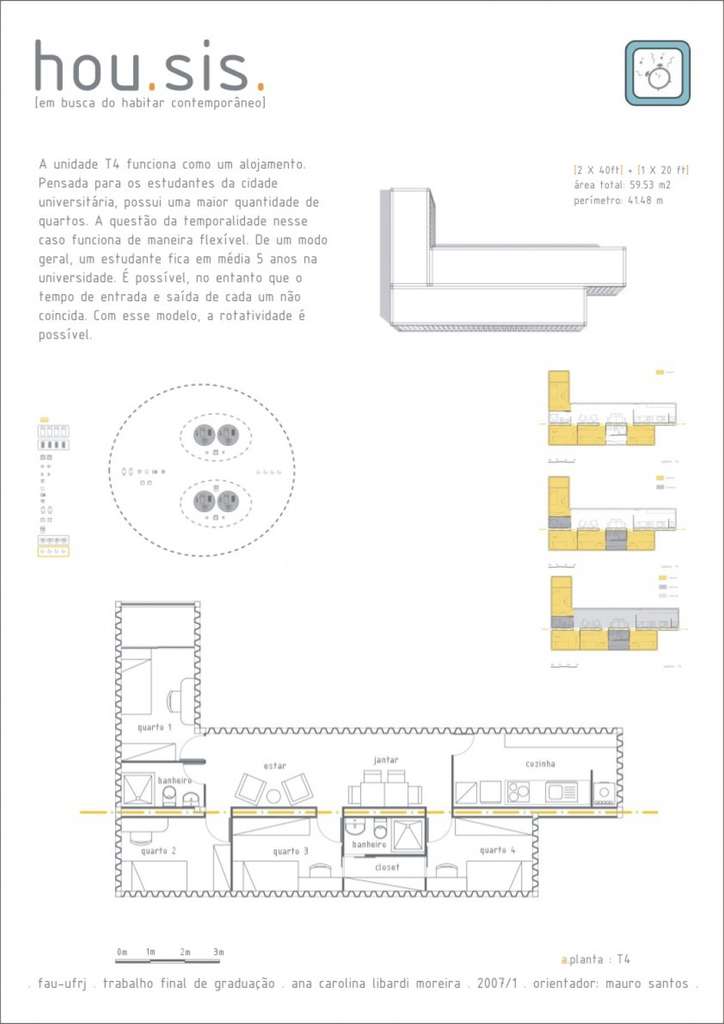 hou.sis.
[em busca do habitar contemporâneo]
A unidade T4 funciona como um alojamento.
Pensada para os estudantes da cidade
universitária, possui uma maior quantidade de
quartos. A questão da temporalidade nesse
caso funciona de maneira flexível. De um modo
geral, um estudante fica em média 5 anos na
universidade. É possível, no entanto que o
tempo de entrada e saída de cada um não
coincida. Com esse modelo, a rotatividade é
possível.
[2 X 40ft] + [1 X 20 ft]
área total: 59.53 m2
perímetro: 41.48 m
quarto 1
estar
jantar
cozinha
banheiro
quarto 2
quarto 3
banheiro
quarto 4
closet
0m 1m 2m 3m
a.planta : T4
. fau-ufrj . trabalho final de graduação . ana carolina libardi moreira . 2007/1 . orientador: mauro santos .